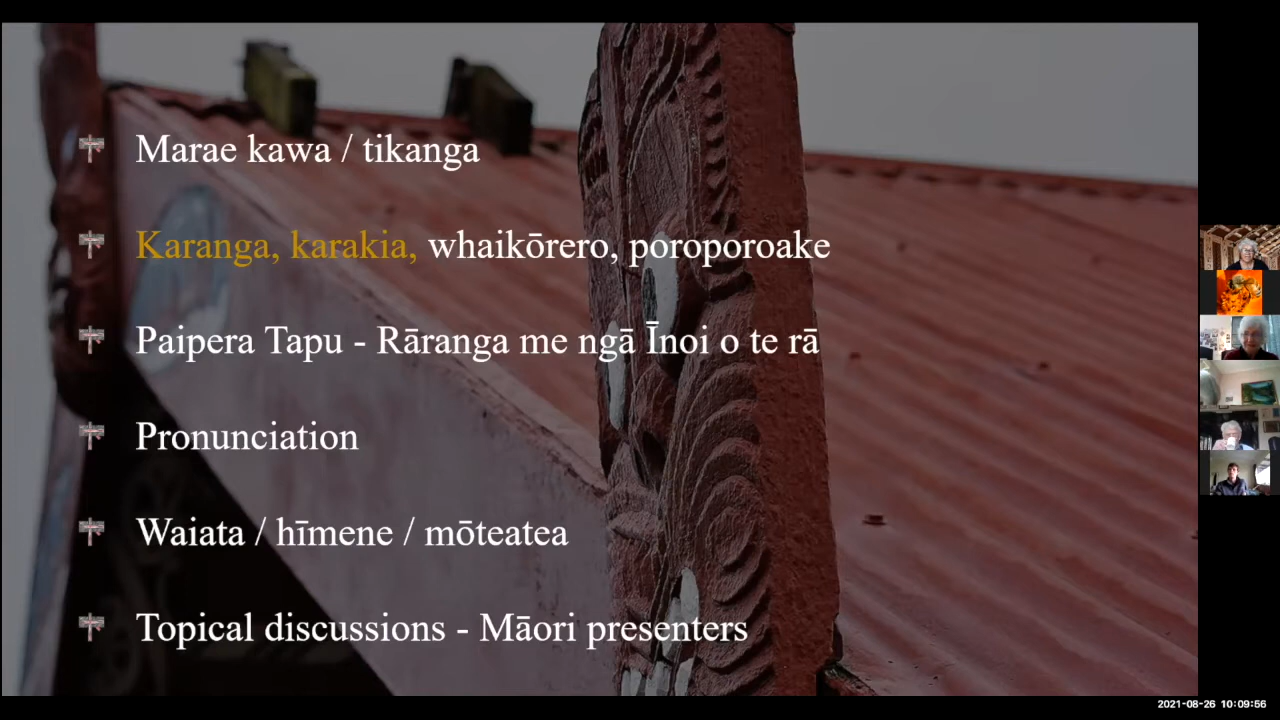 Marae kawa / tikanga
Karanga, karakia, whaikōrero, poroporoake
Paipera Tapu - Rāranga me ngā Īnoi o te rā
Pronunciation
Waiata / hīmene / mōteatea
Topical discussions - Māori presenters
2021-08-26 10:09:56